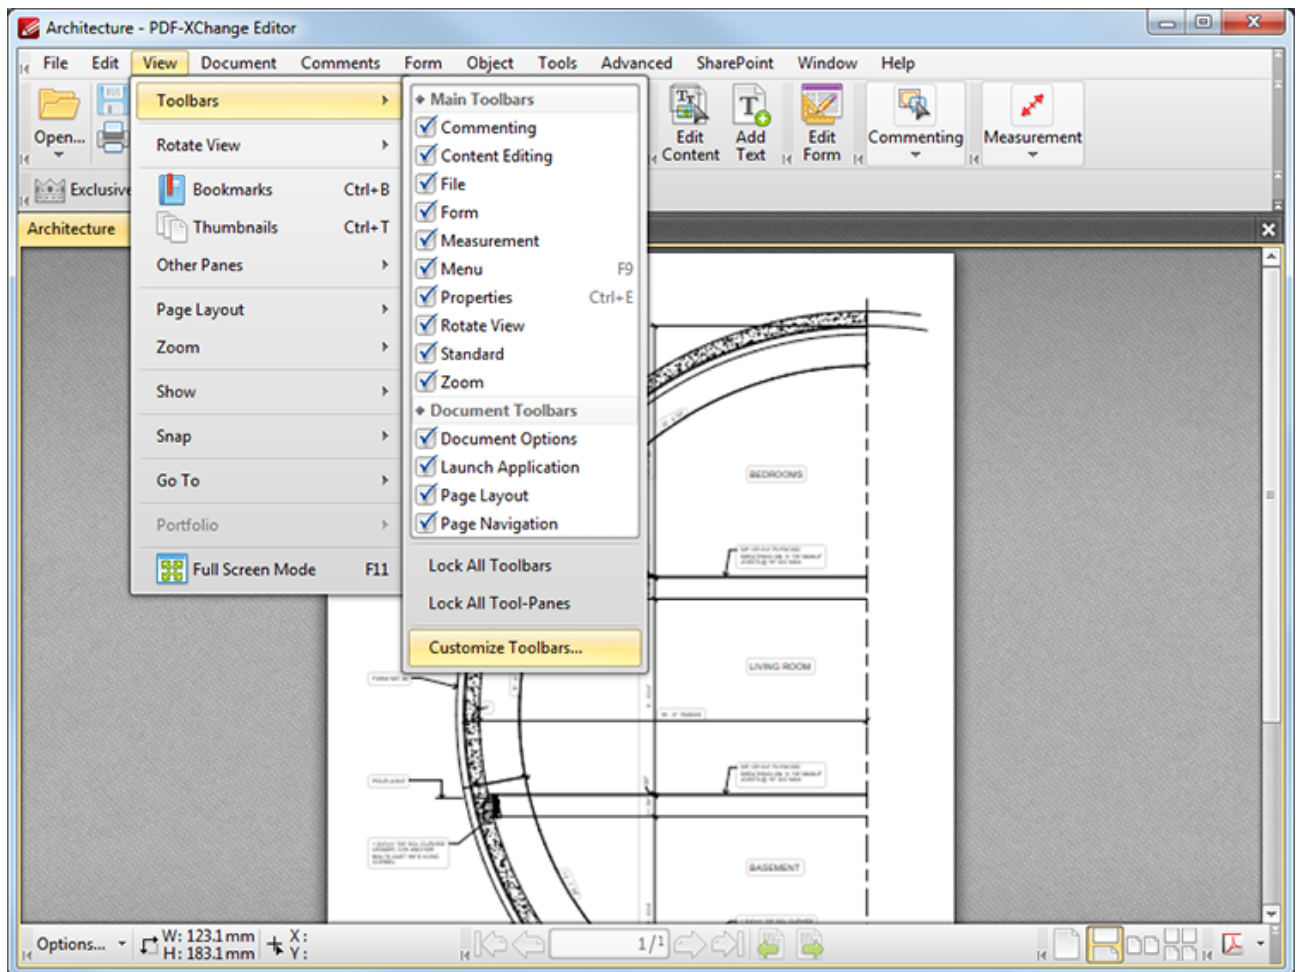 Architecture - PDF-XChange Editor
File Edit View Document Comments Form Object Tools Advanced SharePoint Window Help
Open...
Edit Content
Add Text
Edit Form
Commenting
Measurement
Exclusive
Architecture
Toolbars
Rotate View
Bookmarks Ctrl+B
Thumbnails Ctrl+T
Other Panes
Page Layout
Zoom
Show
Snap
Go To
Portfolio
Full Screen Mode F11
Main Toolbars
Commenting
Content Editing
File
Form
Measurement
Menu F9
Properties Ctrl+E
Rotate View
Standard
Zoom
Document Toolbars
Document Options
Launch Application
Page Layout
Page Navigation
Lock All Toolbars
Lock All Tool-Panes
Customize Toolbars...
BEDROOMS
LIVING ROOM
BASEMENT
Options...
W: 123.1 mm
H: 183.1 mm
X:
Y:
1/1